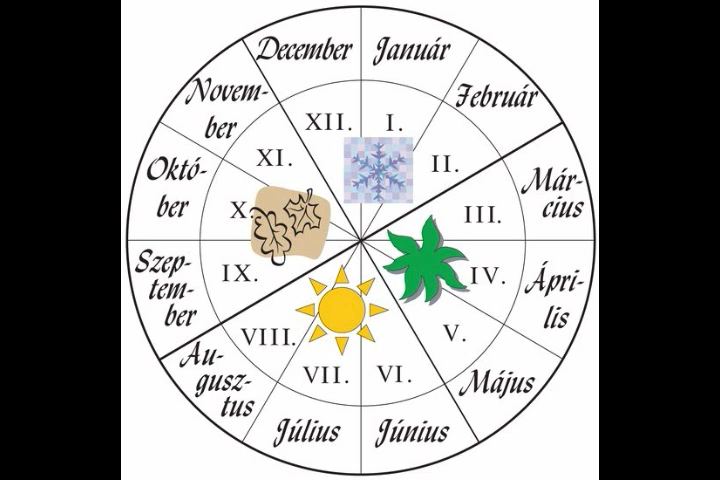 Január
Február
Már-
cius
Ápri-
lis
Május
Június
Július
Au-
gusz-
tus
Szep-
tem-
ber
Októ-
ber
Novem-
ber
December
I.
II.
III.
IV.
V.
VI.
VII.
VIII.
IX.
X.
XI.
XII.